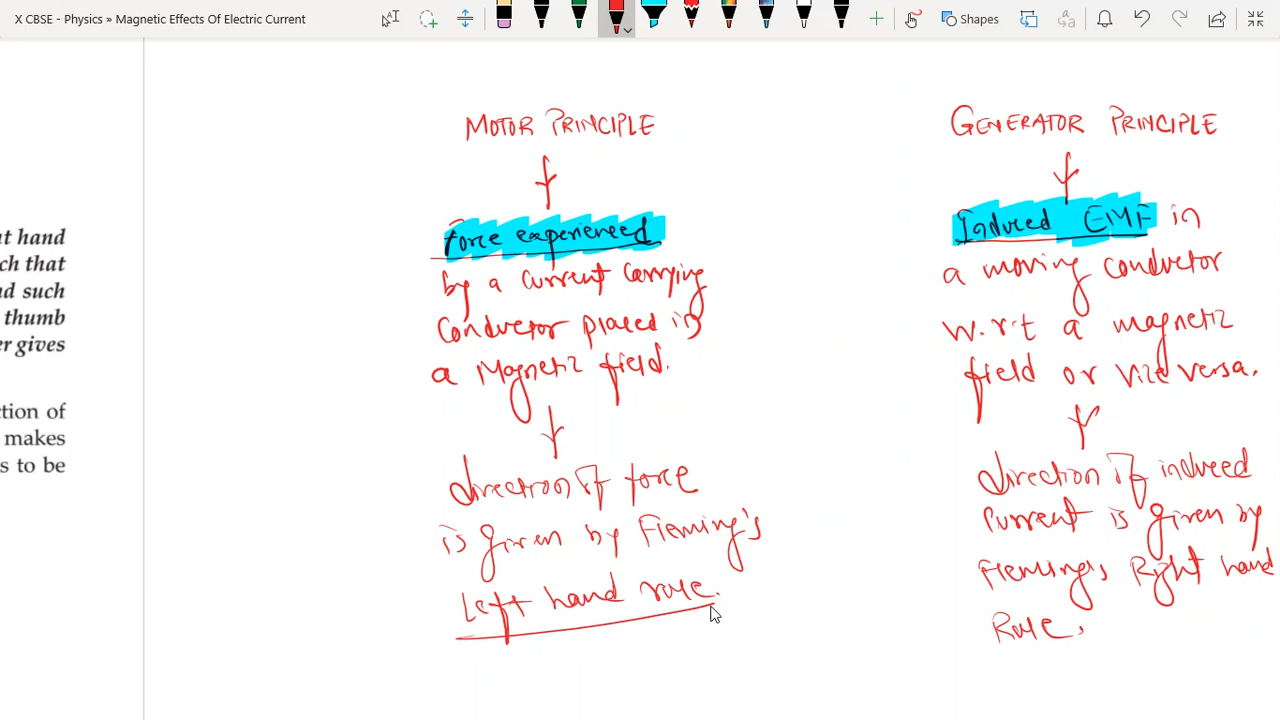 X CBSE - Physics » Magnetic Effects Of Electric Current
Shapes
MOTOR PRINCIPLE
force experienced
by a current carrying
conductor placed in
a Magnetic field.
direction of force
is given by Fleming's
Left hand rule.
GENERATOR PRINCIPLE
Induced EMF in
a moving conductor
w.r.t a magnetic
field or vice versa.
direction of induced
current is given by
Fleming's Right hand
Rule.
hand
ch that
nd such
thumb
er gives
ction of
makes
s to be